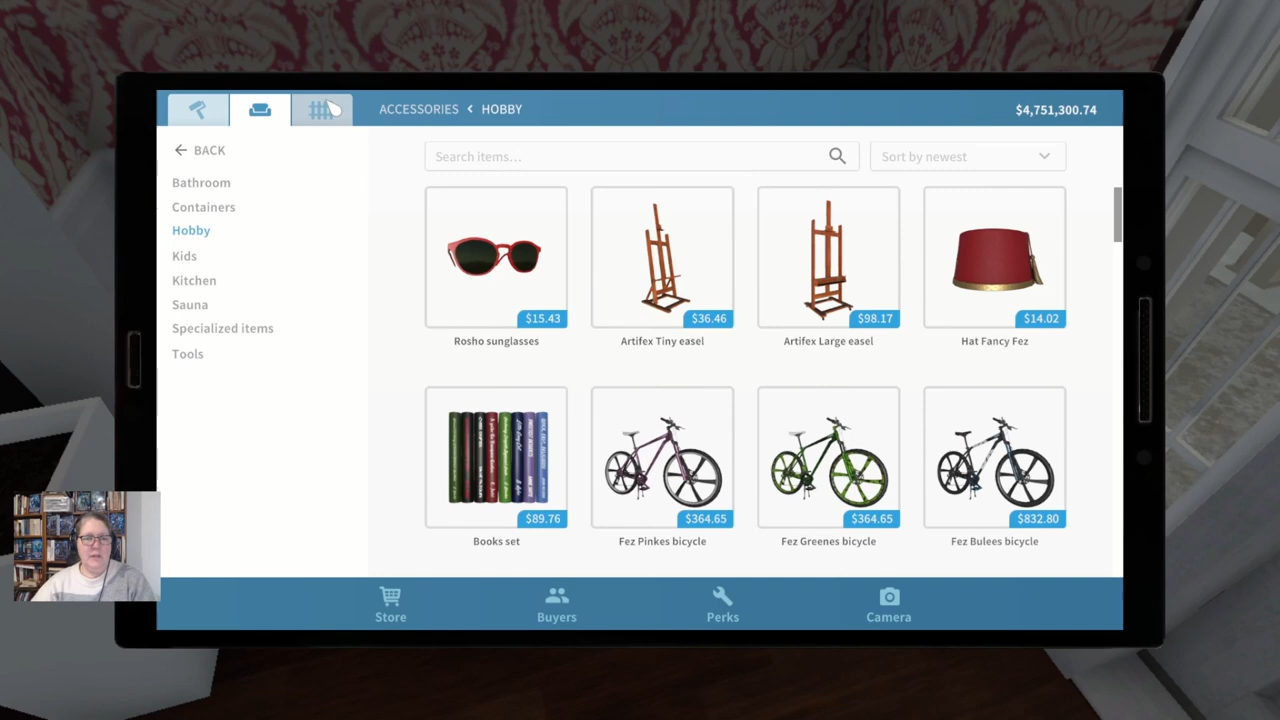 ACCESSORIES < HOBBY
$4,751,300.74
BACK
Search items...
Sort by newest
Bathroom
Containers
Hobby
Kids
Kitchen
Sauna
Specialized items
Tools
$15.43
$36.46
$98.17
$14.02
Rosho sunglasses
Artifex Tiny easel
Artifex Large easel
Hat Fancy Fez
$89.76
$364.65
$364.65
$832.80
Books set
Fez Pinkes bicycle
Fez Greenes bicycle
Fez Bulees bicycle
Store
Buyers
Perks
Camera